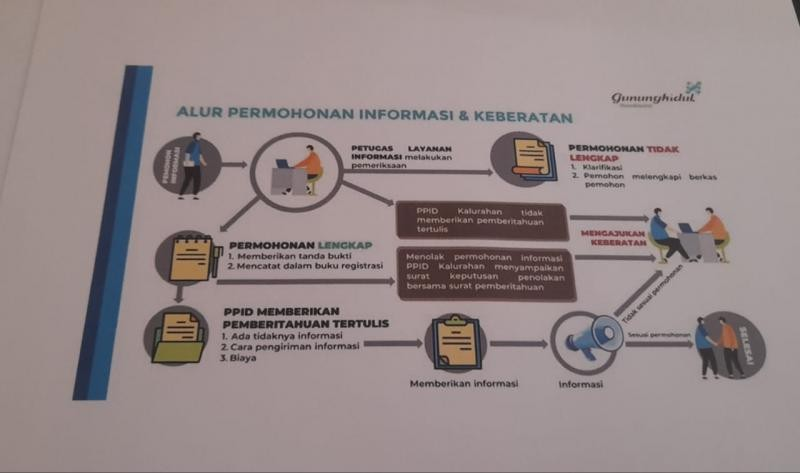 Gunungkidul
ALUR PERMOHONAN INFORMASI & KEBERATAN
PEMOHON
INFORMASI
PETUGAS LAYANAN
INFORMASI melakukan
pemeriksaan
PERMOHONAN TIDAK
LENGKAP
1. Klarifikasi
2. Pemohon melengkapi berkas
pemohon
PPID Kalurahan tidak
memberikan pemberitahuan
tertulis
MENGAJUKAN
KEBERATAN
PERMOHONAN LENGKAP
1. Memberikan tanda bukti
2. Mencatat dalam buku registrasi
Menolak permohonan informasi
PPID Kalurahan menyampaikan
surat keputusan penolakan
bersama surat pemberitahuan
PPID MEMBERIKAN
PEMBERITAHUAN TERTULIS
1. Ada tidaknya informasi
2. Cara pengiriman informasi
3. Biaya
Memberikan informasi
Informasi
Tidak sesuai permohonan
Sesuai permohonan
SELESAI